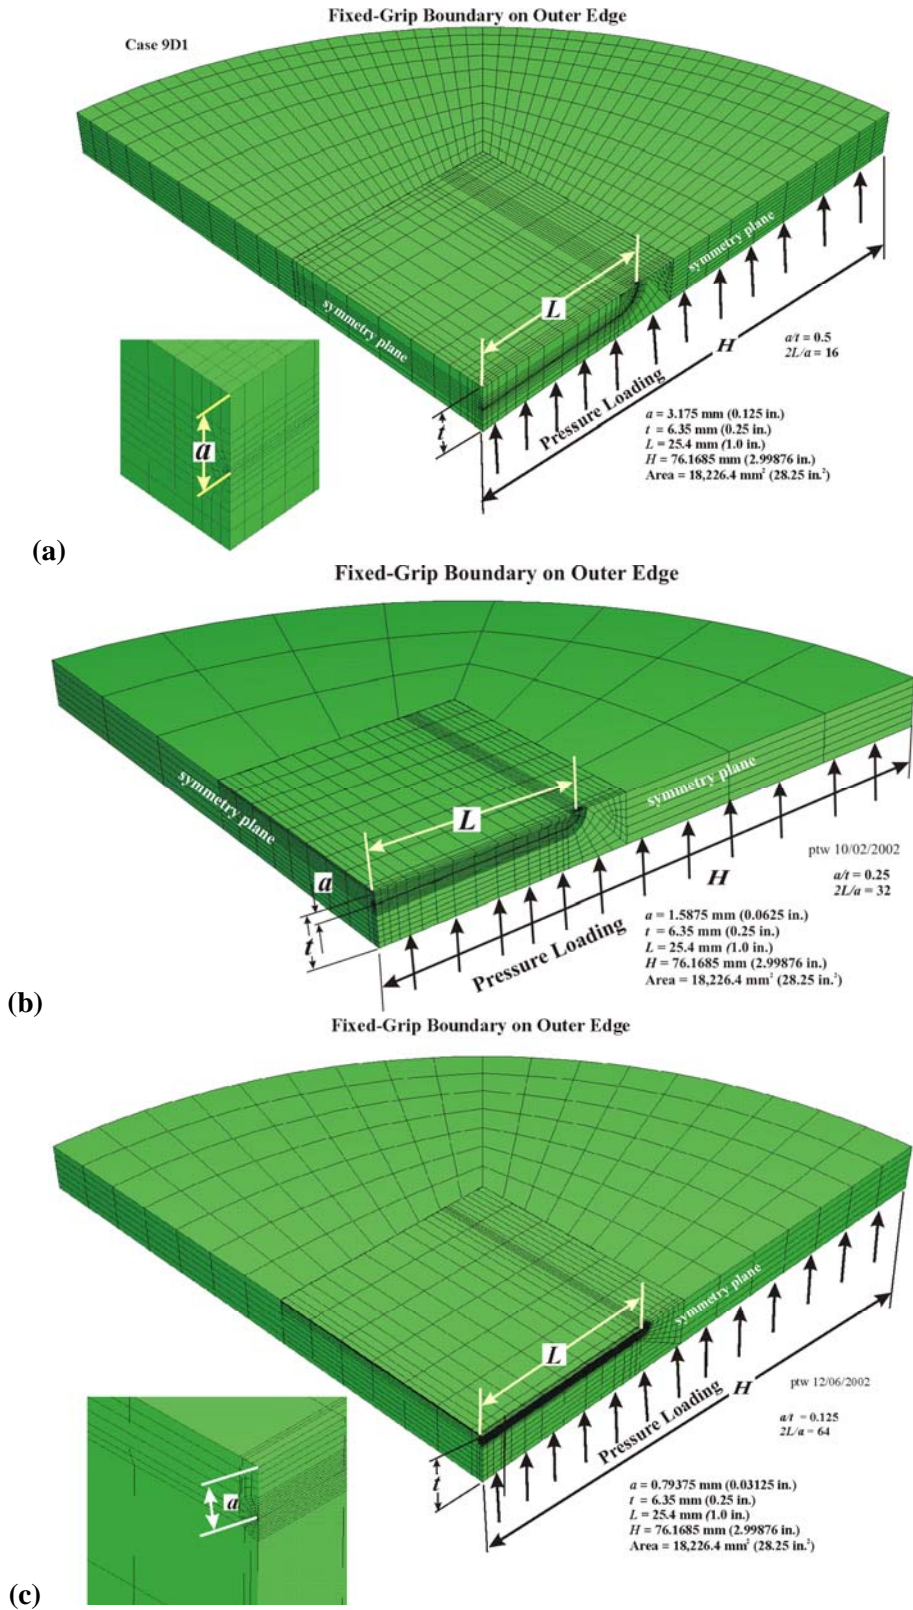 Fixed-Grip Boundary on Outer Edge
Case 9D1
symmetry plane
symmetry plane
L
H
a/t = 0.5
2L/a = 16
Pressure Loading
t
a
a = 3.175 mm (0.125 in.)
t = 6.35 mm (0.25 in.)
L = 25.4 mm (1.0 in.)
H = 76.1685 mm (2.99876 in.)
Area = 18,226.4 mm² (28.25 in.²)
(a)
Fixed-Grip Boundary on Outer Edge
symmetry plane
symmetry plane
L
a
t
H
ptw 10/02/2002
a/t = 0.25
2L/a = 32
Pressure Loading
a = 1.5875 mm (0.0625 in.)
t = 6.35 mm (0.25 in.)
L = 25.4 mm (1.0 in.)
H = 76.1685 mm (2.99876 in.)
Area = 18,226.4 mm² (28.25 in.²)
(b)
Fixed-Grip Boundary on Outer Edge
symmetry plane
L
H
ptw 12/06/2002
a/t = 0.125
2L/a = 64
Pressure Loading
t
a
a = 0.79375 mm (0.03125 in.)
t = 6.35 mm (0.25 in.)
L = 25.4 mm (1.0 in.)
H = 76.1685 mm (2.99876 in.)
Area = 18,226.4 mm² (28.25 in.²)
(c)